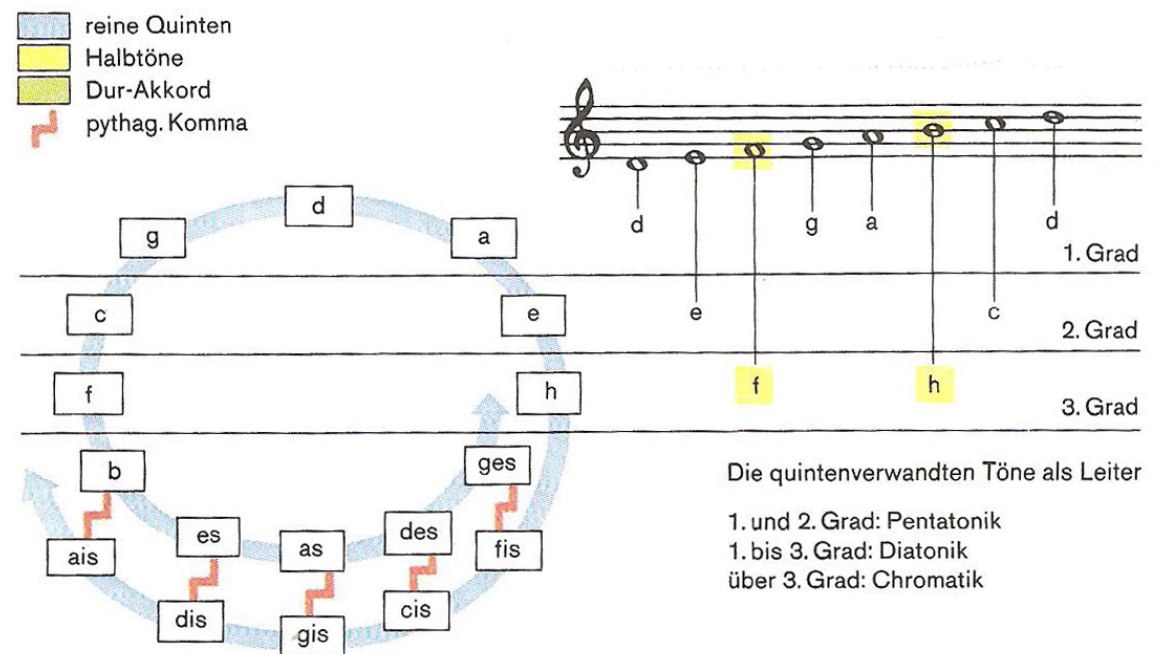 reine Quinten
Halbtöne
Dur-Akkord
pythag. Komma
d
g
a
c
e
f
h
b
ges
ais
es
as
des
fis
dis
gis
cis
d
g
a
d
1. Grad
e
c
2. Grad
f
h
3. Grad
Die quintenverwandten Töne als Leiter
1. und 2. Grad: Pentatonik
1. bis 3. Grad: Diatonik
über 3. Grad: Chromatik